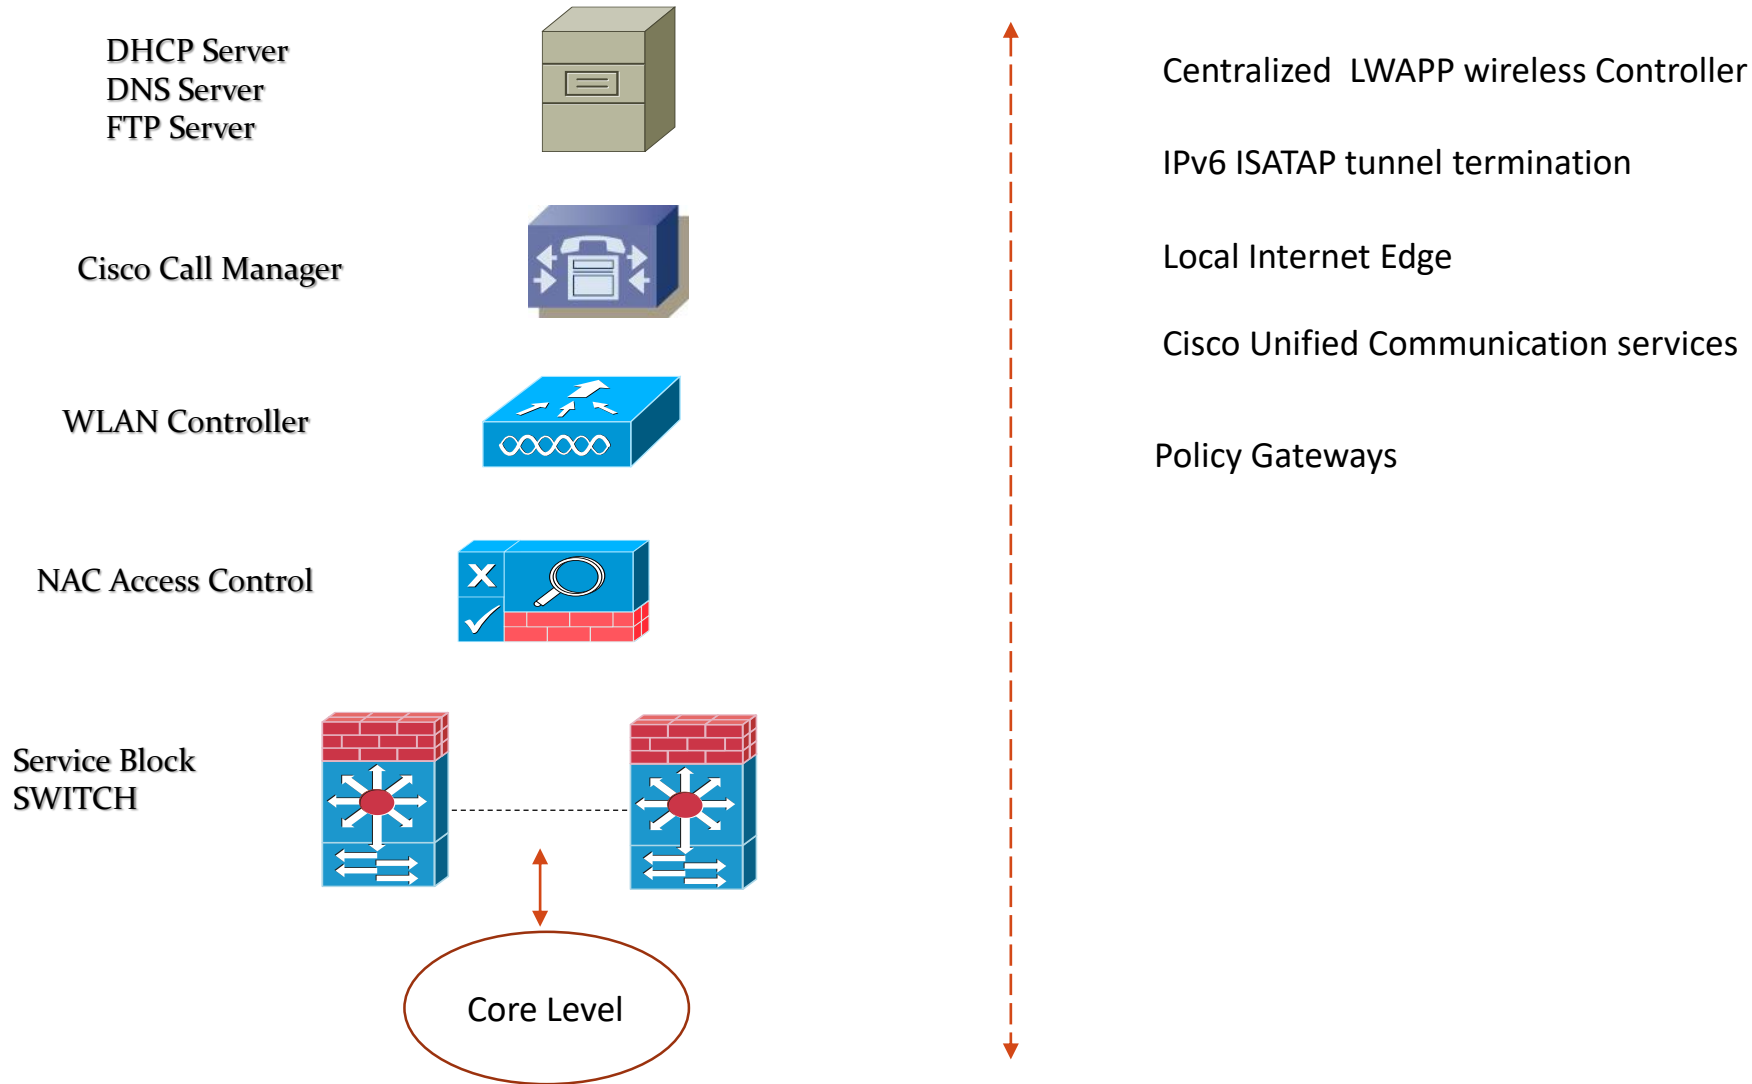 DHCP Server
DNS Server
FTP Server
Cisco Call Manager
WLAN Controller
NAC Access Control
Service Block
SWITCH
Core Level
Centralized  LWAPP wireless Controller
IPv6 ISATAP tunnel termination
Local Internet Edge
Cisco Unified Communication services
Policy Gateways